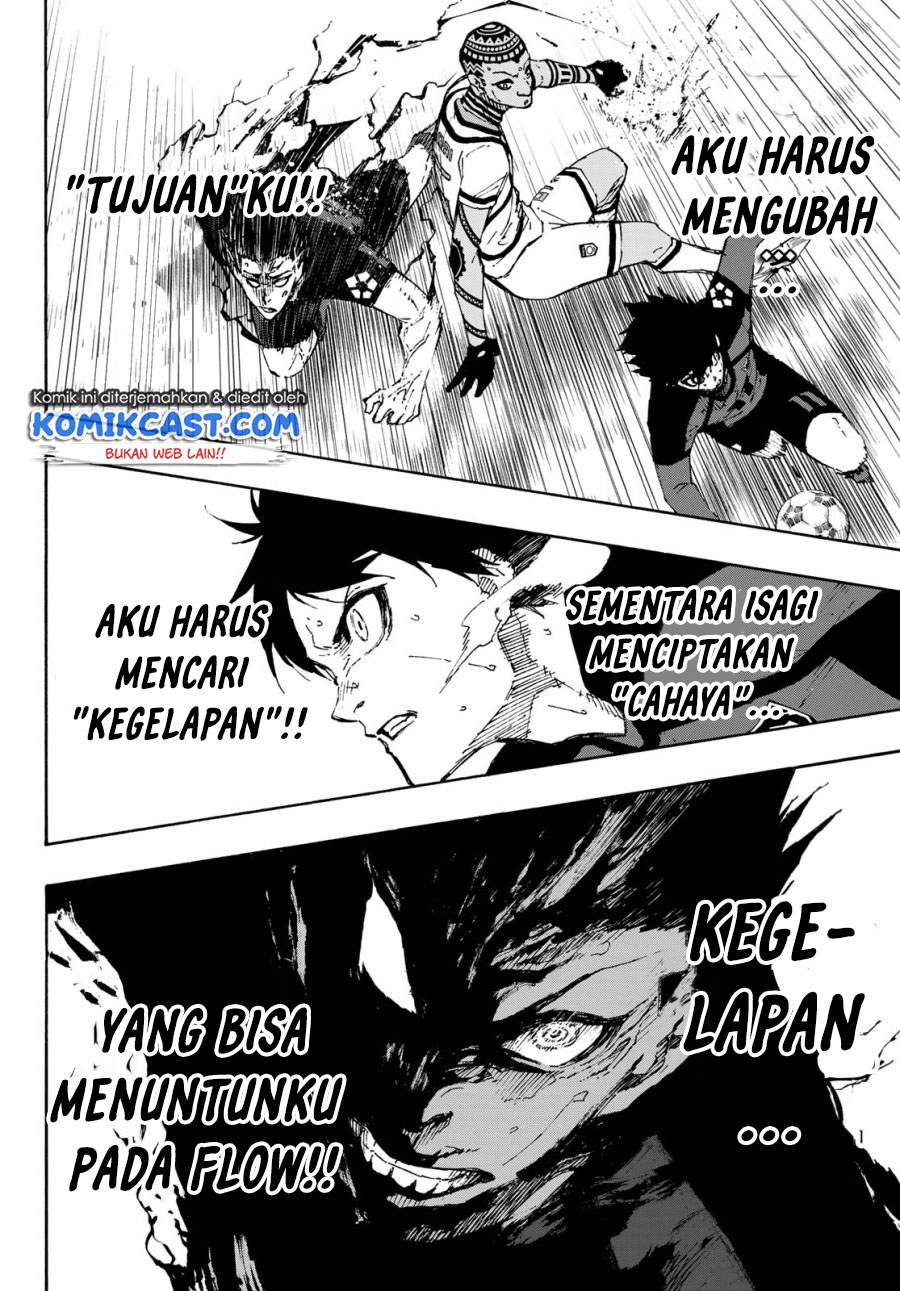 AKU HARUS
MENGUBAH
...
"TUJUAN"KU!!
Komik ini diterjemahkan & diedit oleh
KOMIKCAST.COM
BUKAN WEB LAIN!!
SEMENTARA ISAGI
MENCIPTAKAN
"CAHAYA"...
AKU HARUS
MENCARI
"KEGELAPAN"!!
KEGE-
LAPAN
...
YANG BISA
MENUNTUNKU
PADA FLOW!!